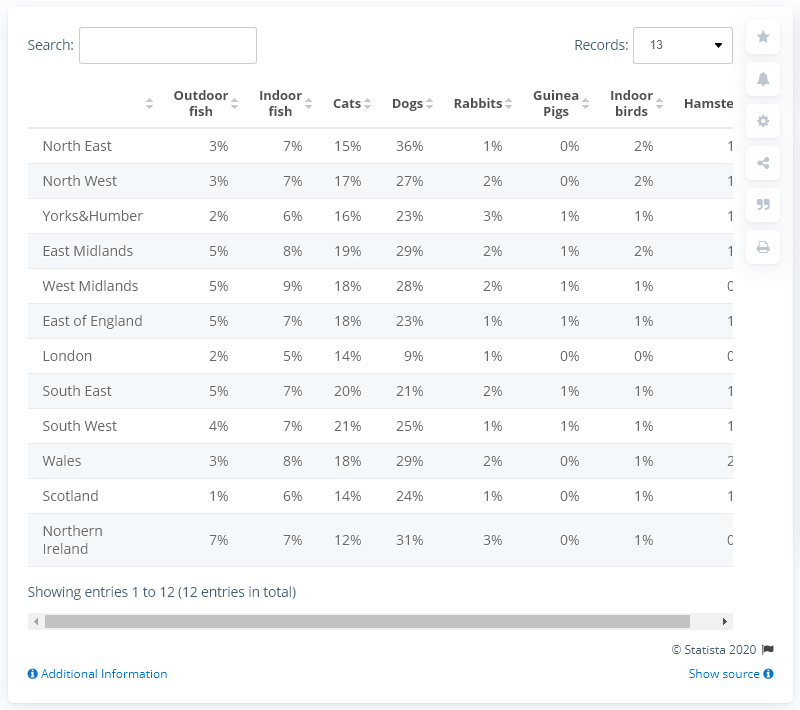 Search:
Records: 13
Outdoor fish Indoor fish Cats Dogs Rabbits Guinea Pigs Indoor birds Hamste
North East 3% 7% 15% 36% 1% 0% 2% 1
North West 3% 7% 17% 27% 2% 0% 2% 1
Yorks&Humber 2% 6% 16% 23% 3% 1% 1% 1
East Midlands 5% 8% 19% 29% 2% 1% 2% 1
West Midlands 5% 9% 18% 28% 2% 1% 1% 0
East of England 5% 7% 18% 23% 1% 1% 1% 1
London 2% 5% 14% 9% 1% 0% 0% 0
South East 5% 7% 20% 21% 2% 1% 1% 1
South West 4% 7% 21% 25% 1% 1% 1% 1
Wales 3% 8% 18% 29% 2% 0% 1% 2
Scotland 1% 6% 14% 24% 1% 0% 1% 1
Northern Ireland 7% 7% 12% 31% 3% 0% 1% 0
Showing entries 1 to 12 (12 entries in total)
© Statista 2020
Additional Information
Show source